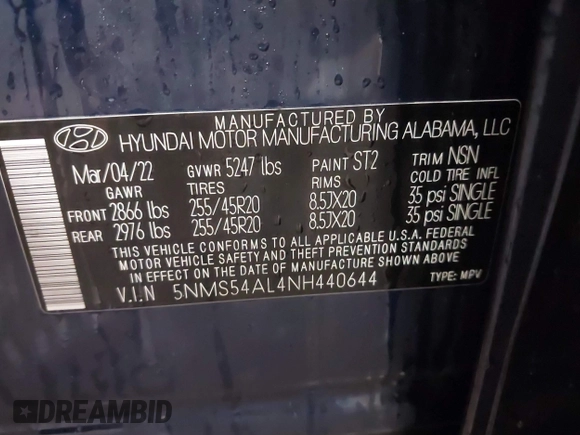 MANUFACTURED BY
HYUNDAI MOTOR MANUFACTURING ALABAMA, LLC
Mar/04/22 GVWR 5247 lbs PAINT ST2 TRIM NSN
GAWR TIRES RIMS COLD TIRE INFL
FRONT 2866 lbs 255/45R20 8.5JX20 35 psi SINGLE
REAR 2976 lbs 255/45R20 8.5JX20 35 psi SINGLE
THIS VEHICLE CONFORMS TO ALL APPLICABLE U.S.A. FEDERAL
MOTOR VEHICLE SAFETY AND THEFT PREVENTION STANDARDS
IN EFFECT ON THE DATE OF MANUFACTURE SHOWN ABOVE
V.I.N 5NMS54AL4NH440644 TYPE: MPV
DREAMBID